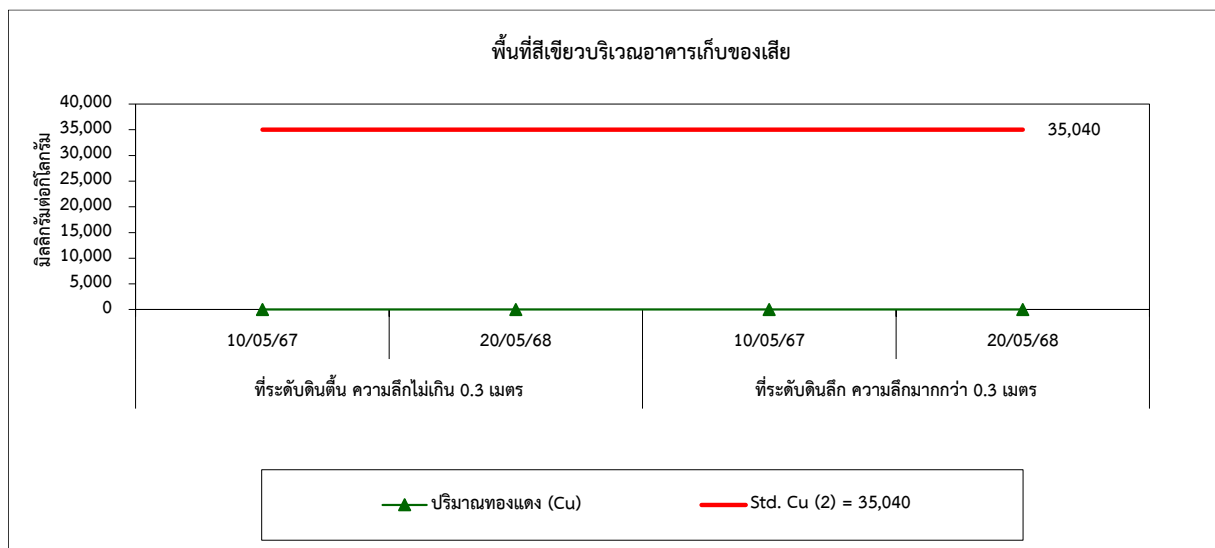 พื้นที่สีเขียวบริเวณอาคารเก็บของเสีย
มิลลิกรัมต่อกิโลกรัม
40,000
35,000
30,000
25,000
20,000
15,000
10,000
5,000
0
35,040
10/05/67 20/05/68 10/05/67 20/05/68
ที่ระดับดินตื้น ความลึกไม่เกิน 0.3 เมตร ที่ระดับดินลึก ความลึกมากกว่า 0.3 เมตร
ปริมาณทองแดง (Cu) Std. Cu (2) = 35,040